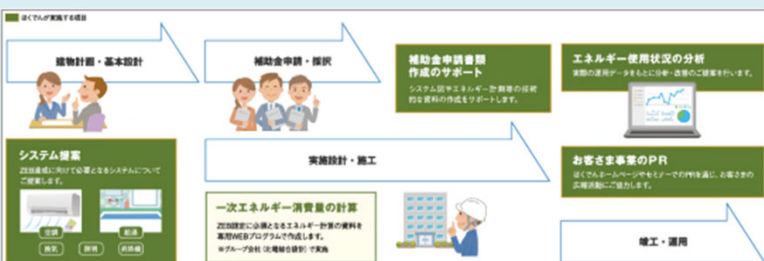 ほくでんが実施する項目
建物計画・基本設計
補助金申請・採択
補助金申請書類
作成のサポート
システム図やエネルギー計算等の技術
的な資料の作成をサポートします。
エネルギー使用状況の分析
実際の運用データをもとに分析・改善のご提案を行います。
システム提案
ZEB達成に向けて必要となるシステムについて
ご提案します。
空調
給湯
換気
照明
昇降機
実施設計・施工
一次エネルギー消費量の計算
ZEB認定に必須となるエネルギー計算の資料を
専用WEBプログラムで作成します。
※グループ会社（北電総合設計）で実施
お客さま事業のPR
ほくでんホームページやセミナーでのPRを通じ、お客さまの
広報活動にご協力します。
竣工・運用